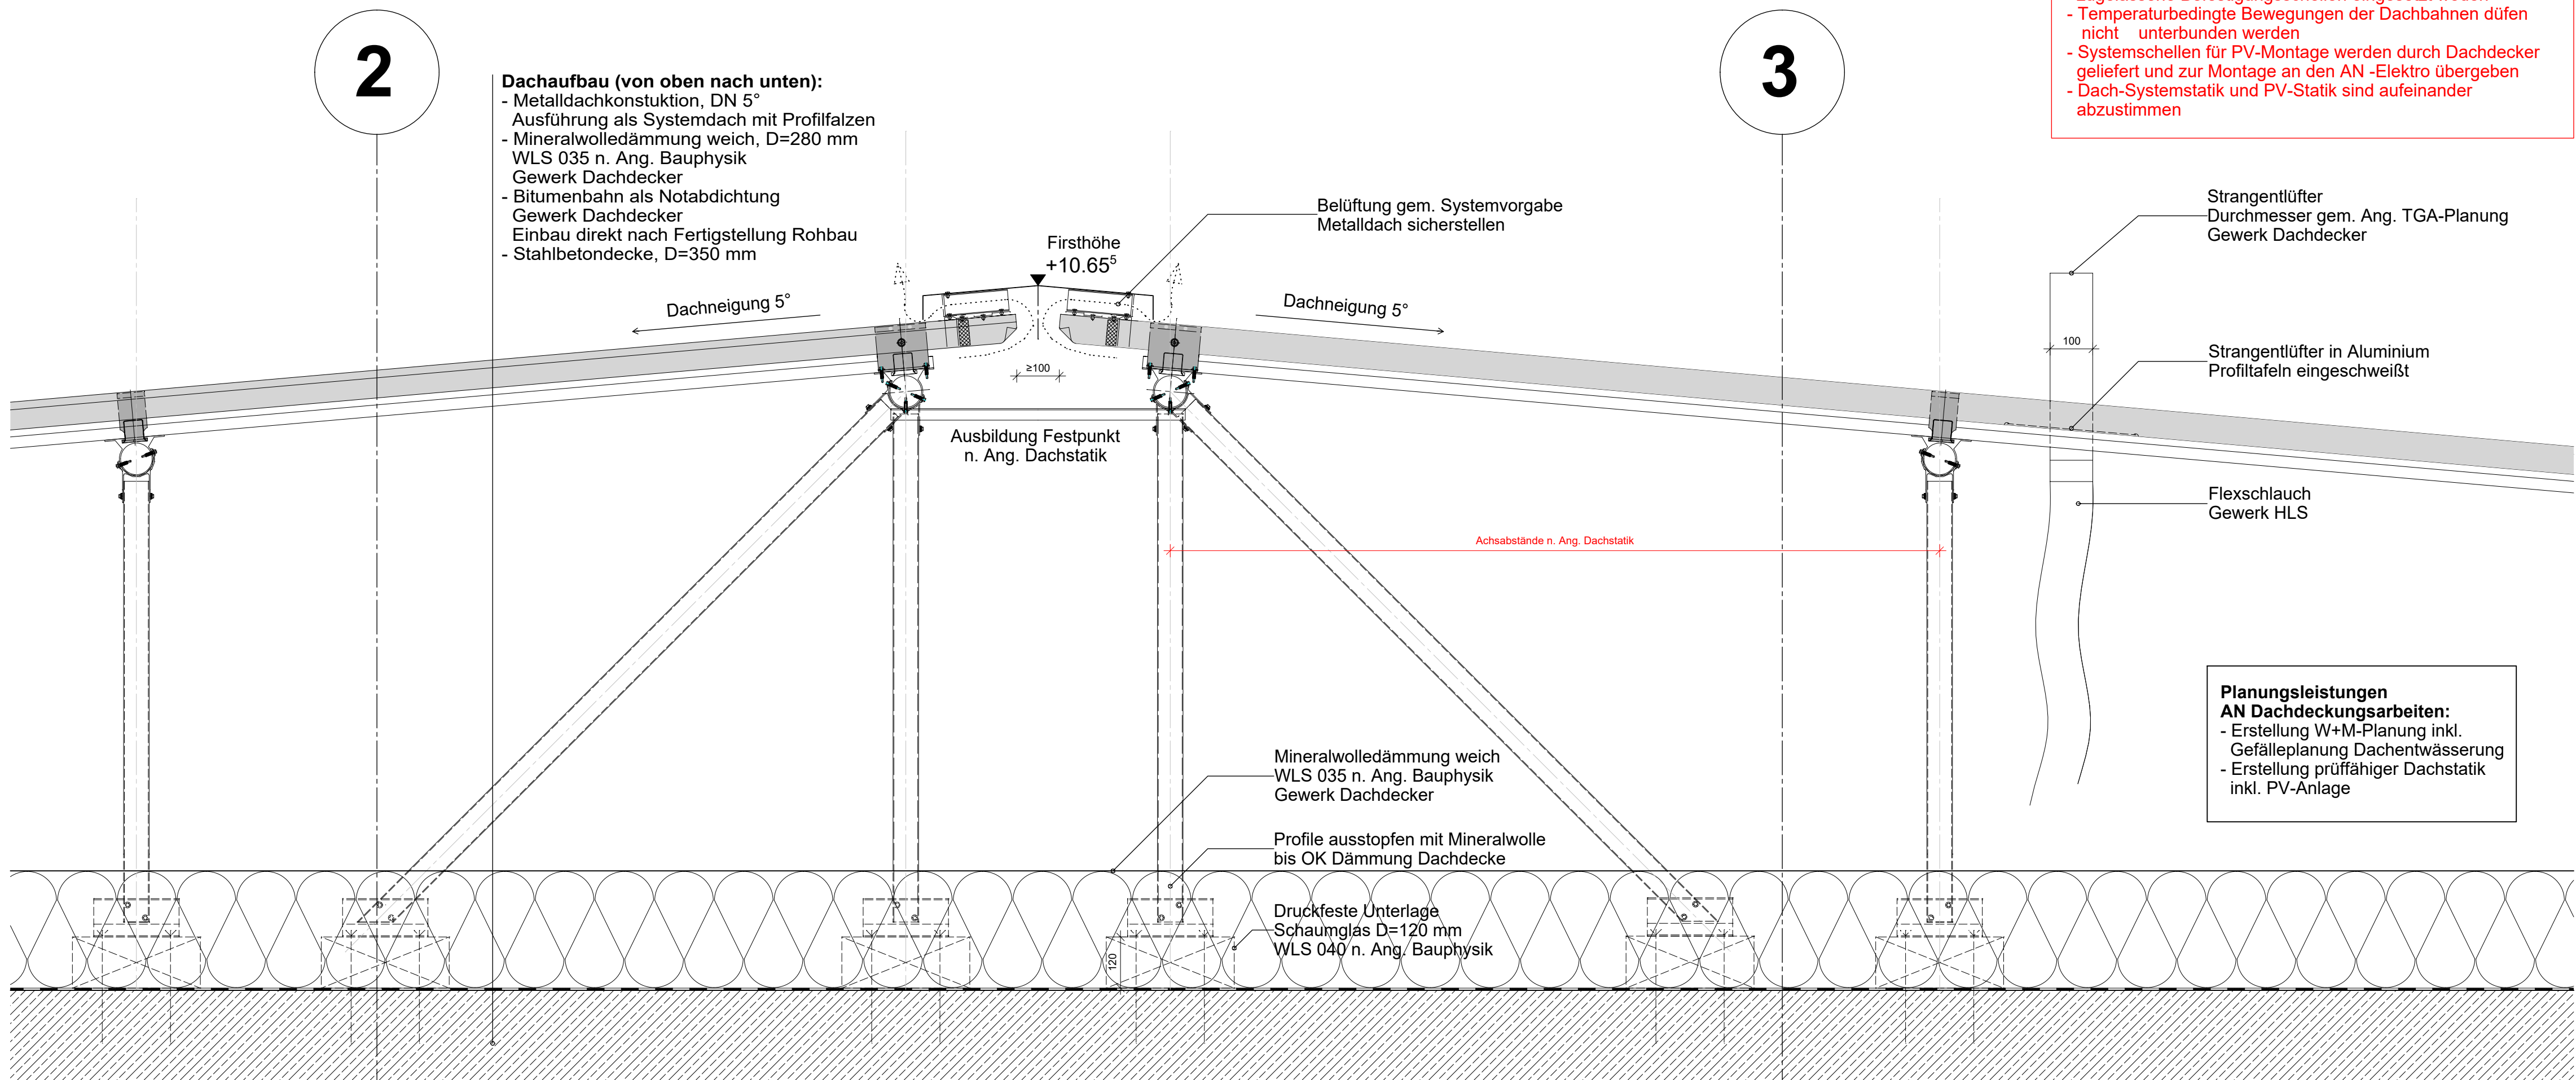 2
3
Dachaufbau (von oben nach unten):
- Metalldachkonstuktion, DN 5°
Ausführung als Systemdach mit Profilfalzen
- Mineralwolledämmung weich, D=280 mm
WLS 035 n. Ang. Bauphysik
Gewerk Dachdecker
- Bitumenbahn als Notabdichtung
Gewerk Dachdecker
Einbau direkt nach Fertigstellung Rohbau
- Stahlbetondecke, D=350 mm
- Temperaturbedingte Bewegungen der Dachbahnen düfen
nicht unterbunden werden
- Systemschellen für PV-Montage werden durch Dachdecker
geliefert und zur Montage an den AN -Elektro übergeben
- Dach-Systemstatik und PV-Statik sind aufeinander
abzustimmen
Belüftung gem. Systemvorgabe
Metalldach sicherstellen
Firsthöhe
+10.65⁵
Dachneigung 5°
Dachneigung 5°
≥100
Ausbildung Festpunkt
n. Ang. Dachstatik
Strangentlüfter
Durchmesser gem. Ang. TGA-Planung
Gewerk Dachdecker
100
Strangentlüfter in Aluminium
Profiltafeln eingeschweißt
Flexschlauch
Gewerk HLS
Achsabstände n. Ang. Dachstatik
Planungsleistungen
AN Dachdeckungsarbeiten:
- Erstellung W+M-Planung inkl.
Gefälleplanung Dachentwässerung
- Erstellung prüffähiger Dachstatik
inkl. PV-Anlage
Mineralwolledämmung weich
WLS 035 n. Ang. Bauphysik
Gewerk Dachdecker
Profile ausstopfen mit Mineralwolle
bis OK Dämmung Dachdecke
Druckfeste Unterlage
Schaumglas D=120 mm
WLS 040 n. Ang. Bauphysik
120